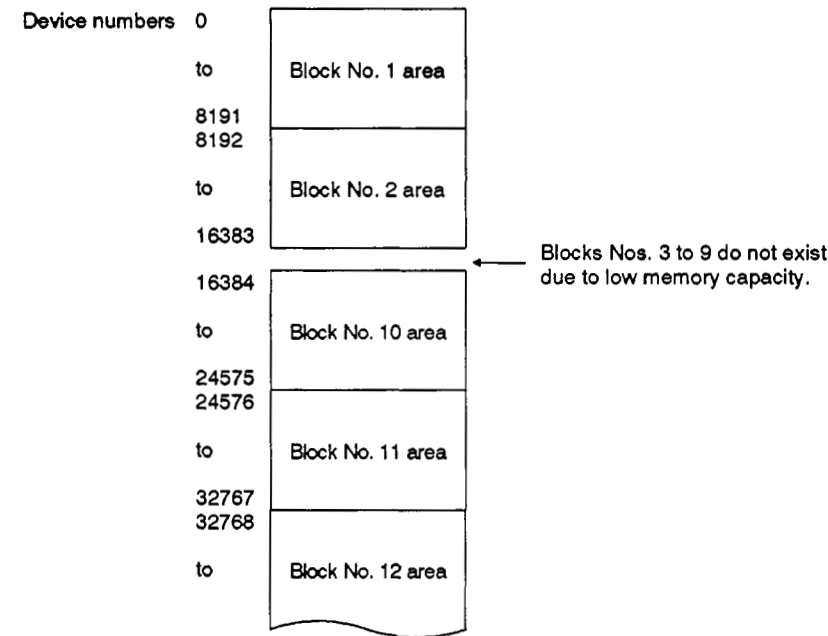 Device numbers 0
to Block No. 1 area
8191
8192
to Block No. 2 area
16383
Blocks Nos. 3 to 9 do not exist
due to low memory capacity.
16384
to Block No. 10 area
24575
24576
to Block No. 11 area
32767
32768
to Block No. 12 area